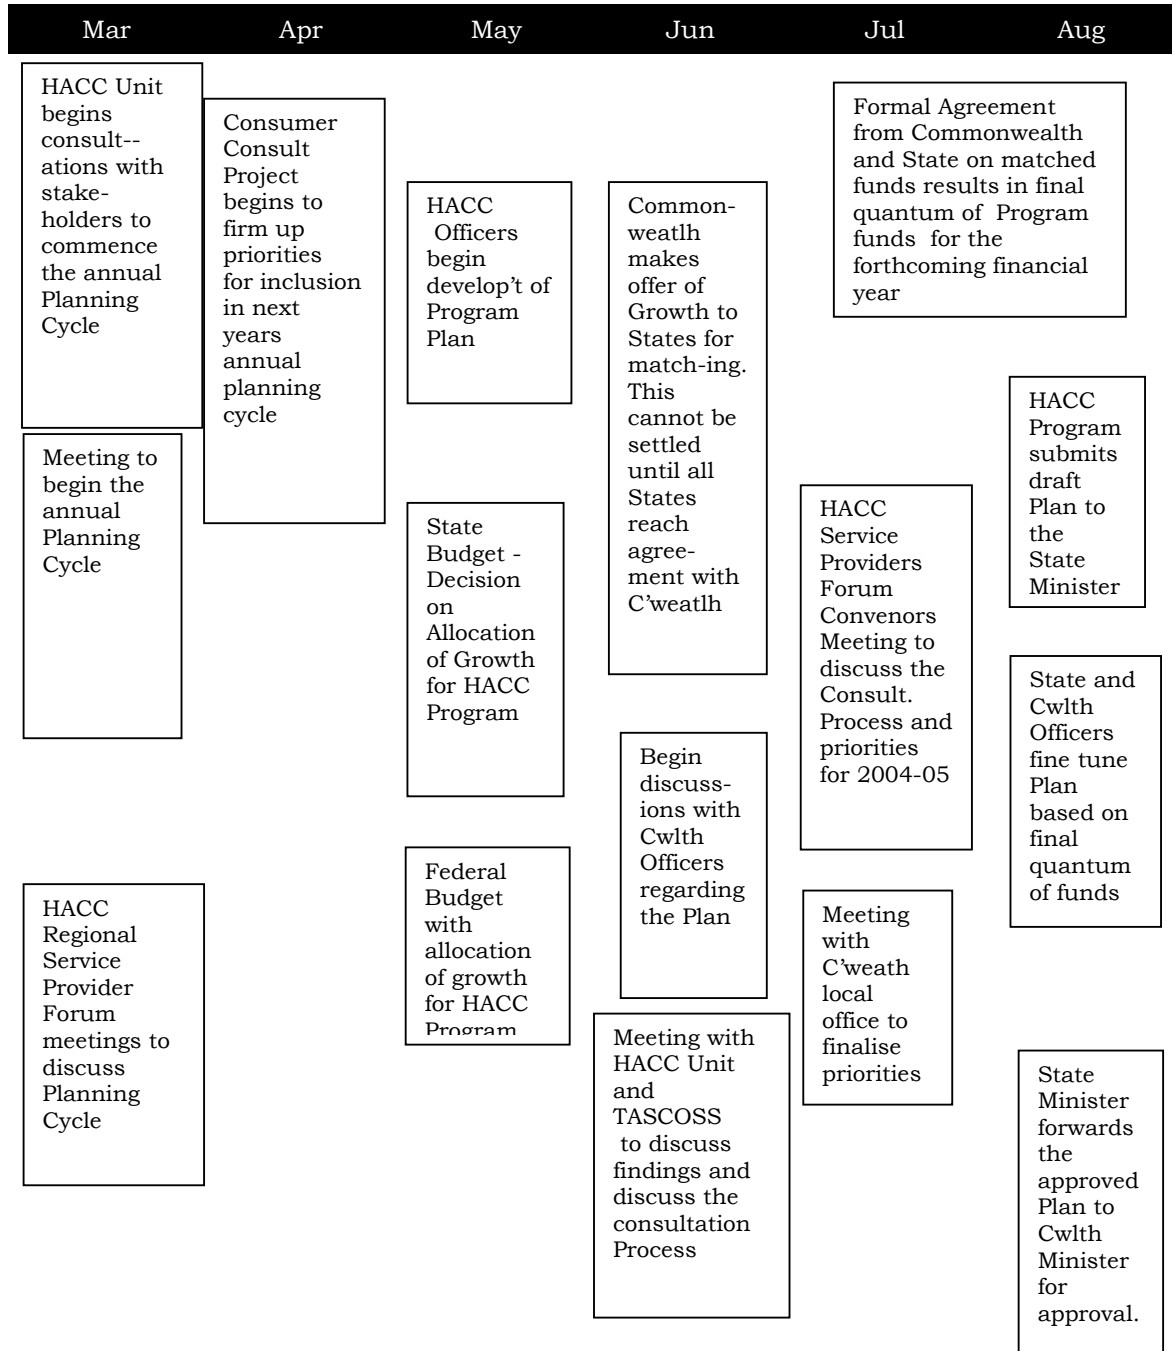 Mar Apr May Jun Jul Aug
HACC Unit
begins
consult--
ations with
stake-
holders to
commence
the annual
Planning
Cycle
Meeting to
begin the
annual
Planning
Cycle
HACC
Regional
Service
Provider
Forum
meetings to
discuss
Planning
Cycle
Consumer
Consult
Project
begins to
firm up
priorities
for inclusion
in next
years
annual
planning
cycle
HACC
Officers
begin
develop't of
Program
Plan
State
Budget -
Decision
on
Allocation
of Growth
for HACC
Program
Federal
Budget
with
allocation
of growth
for HACC
Program
Common-
weatlh
makes
offer of
Growth to
States for
match-ing.
This
cannot be
settled
until all
States
reach
agree-
ment with
C'weatlh
Begin
discuss-
ions with
Cwlth
Officers
regarding
the Plan
Meeting with
HACC Unit
and
TASCOSS
to discuss
findings and
discuss the
consultation
Process
Formal Agreement
from Commonwealth
and State on matched
funds results in final
quantum of Program
funds for the
forthcoming financial
year
HACC
Service
Providers
Forum
Convenors
Meeting to
discuss the
Consult.
Process and
priorities
for 2004-05
Meeting
with
C'weath
local
office to
finalise
priorities
HACC
Program
submits
draft
Plan to
the
State
Minister
State and
Cwlth
Officers
fine tune
Plan
based on
final
quantum
of funds
State
Minister
forwards
the
approved
Plan to
Cwlth
Minister
for
approval.